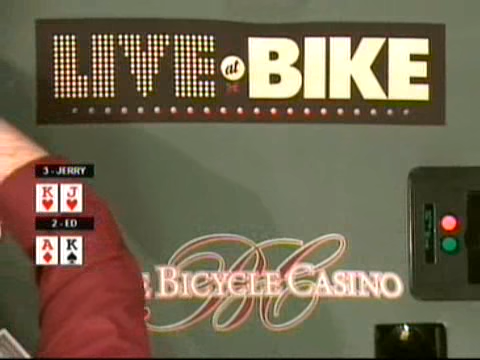 LIVE at BIKE
3 - JERRY
K J
2 - ED
A K
E BICYCLE CASINO